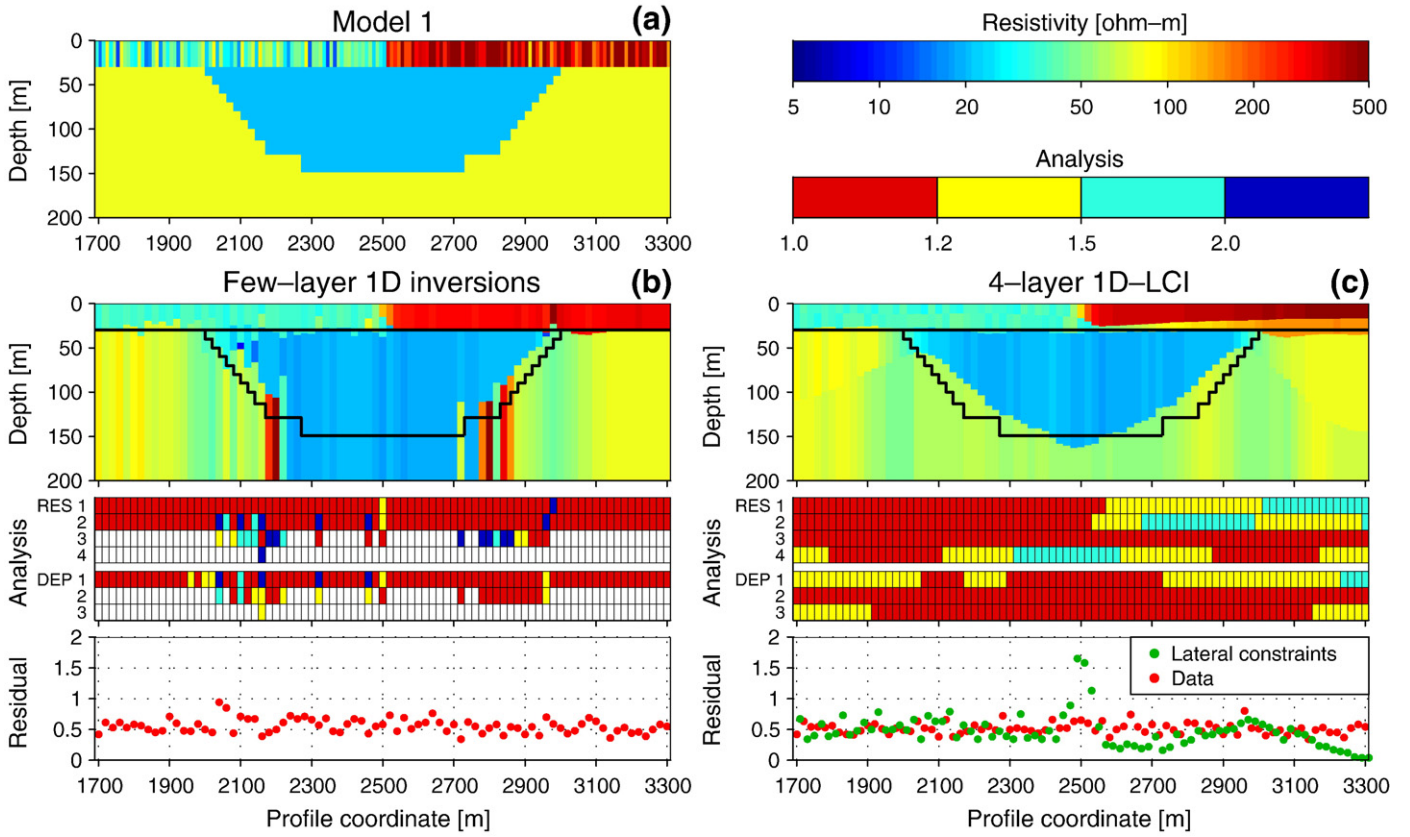 Model 1
(a)
Depth [m]
0
50
100
150
200
1700 1900 2100 2300 2500 2700 2900 3100 3300
Resistivity [ohm–m]
5 10 20 50 100 200 500
Analysis
1.0 1.2 1.5 2.0
Few–layer 1D inversions
(b)
Depth [m]
0
50
100
150
200
Analysis
RES 1
2
3
4
DEP 1
2
3
Residual
2
1.5
1
0.5
0
1700 1900 2100 2300 2500 2700 2900 3100 3300
Profile coordinate [m]
4–layer 1D–LCI
(c)
Depth [m]
0
50
100
150
200
Analysis
RES 1
2
3
4
DEP 1
2
3
Residual
2
1.5
1
0.5
0
Lateral constraints
Data
1700 1900 2100 2300 2500 2700 2900 3100 3300
Profile coordinate [m]